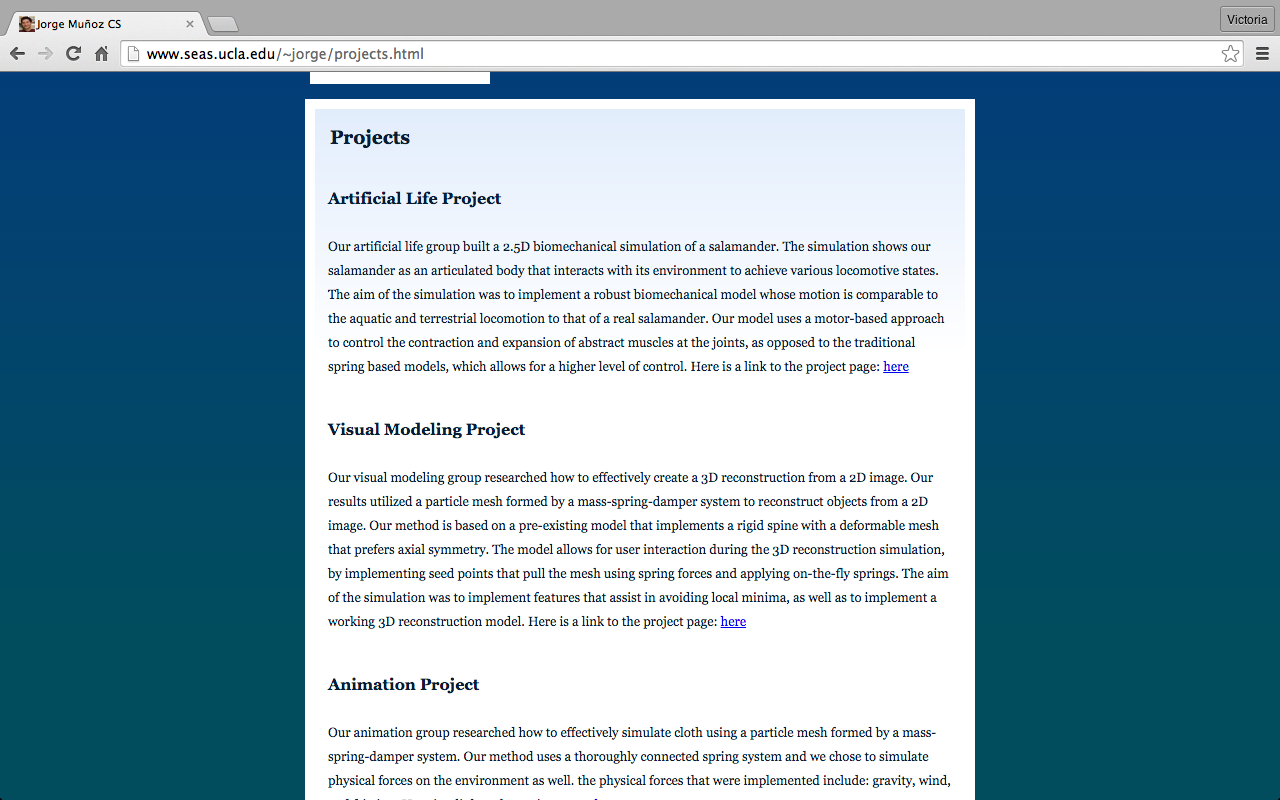 Jorge Muñoz CS
Victoria
www.seas.ucla.edu/~jorge/projects.html
Projects
Artificial Life Project
Our artificial life group built a 2.5D biomechanical simulation of a salamander. The simulation shows our
salamander as an articulated body that interacts with its environment to achieve various locomotive states.
The aim of the simulation was to implement a robust biomechanical model whose motion is comparable to
the aquatic and terrestrial locomotion to that of a real salamander. Our model uses a motor-based approach
to control the contraction and expansion of abstract muscles at the joints, as opposed to the traditional
spring based models, which allows for a higher level of control. Here is a link to the project page: here
Visual Modeling Project
Our visual modeling group researched how to effectively create a 3D reconstruction from a 2D image. Our
results utilized a particle mesh formed by a mass-spring-damper system to reconstruct objects from a 2D
image. Our method is based on a pre-existing model that implements a rigid spine with a deformable mesh
that prefers axial symmetry. The model allows for user interaction during the 3D reconstruction simulation,
by implementing seed points that pull the mesh using spring forces and applying on-the-fly springs. The aim
of the simulation was to implement features that assist in avoiding local minima, as well as to implement a
working 3D reconstruction model. Here is a link to the project page: here
Animation Project
Our animation group researched how to effectively simulate cloth using a particle mesh formed by a mass-
spring-damper system. Our method uses a thoroughly connected spring system and we chose to simulate
physical forces on the environment as well. the physical forces that were implemented include: gravity, wind,